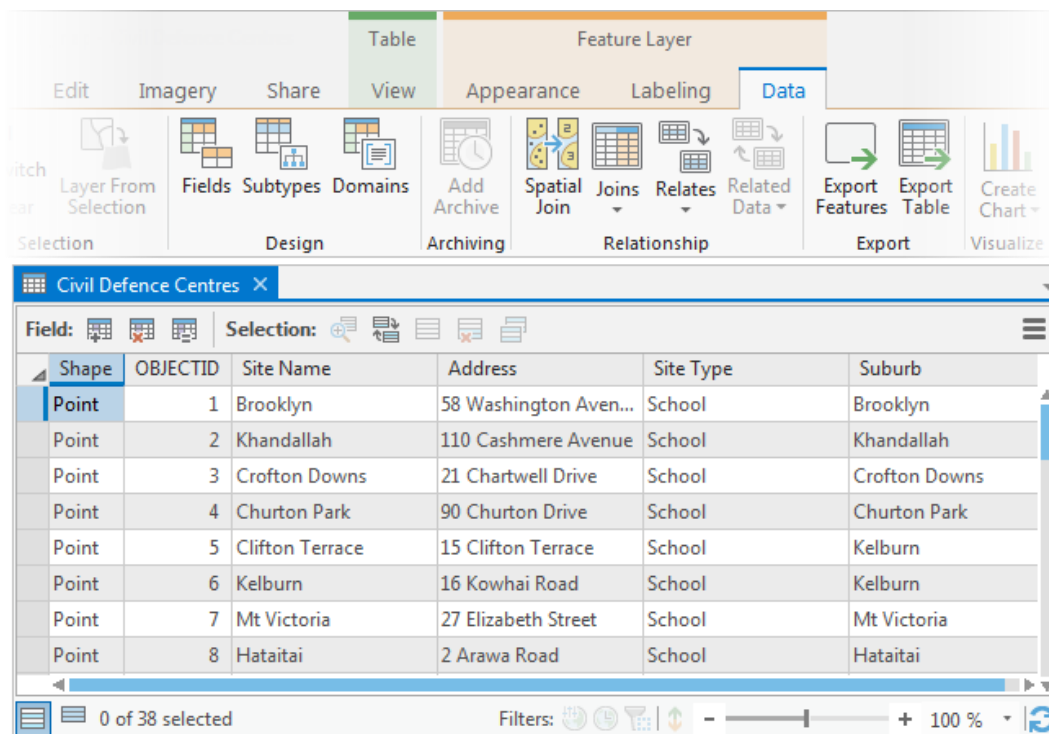 Table Feature Layer
Edit Imagery Share View Appearance Labeling Data
Layer From Selection
Fields Subtypes Domains
Add Archive
Spatial Join
Joins
Relates
Related Data
Export Features
Export Table
Create Chart
Selection Design Archiving Relationship Export Visualize
Civil Defence Centres
Field: Selection:
Shape OBJECTID Site Name Address Site Type Suburb
Point 1 Brooklyn 58 Washington Aven... School Brooklyn
Point 2 Khandallah 110 Cashmere Avenue School Khandallah
Point 3 Crofton Downs 21 Chartwell Drive School Crofton Downs
Point 4 Churton Park 90 Churton Drive School Churton Park
Point 5 Clifton Terrace 15 Clifton Terrace School Kelburn
Point 6 Kelburn 16 Kowhai Road School Kelburn
Point 7 Mt Victoria 27 Elizabeth Street School Mt Victoria
Point 8 Hataitai 2 Arawa Road School Hataitai
0 of 38 selected Filters: - + 100 %